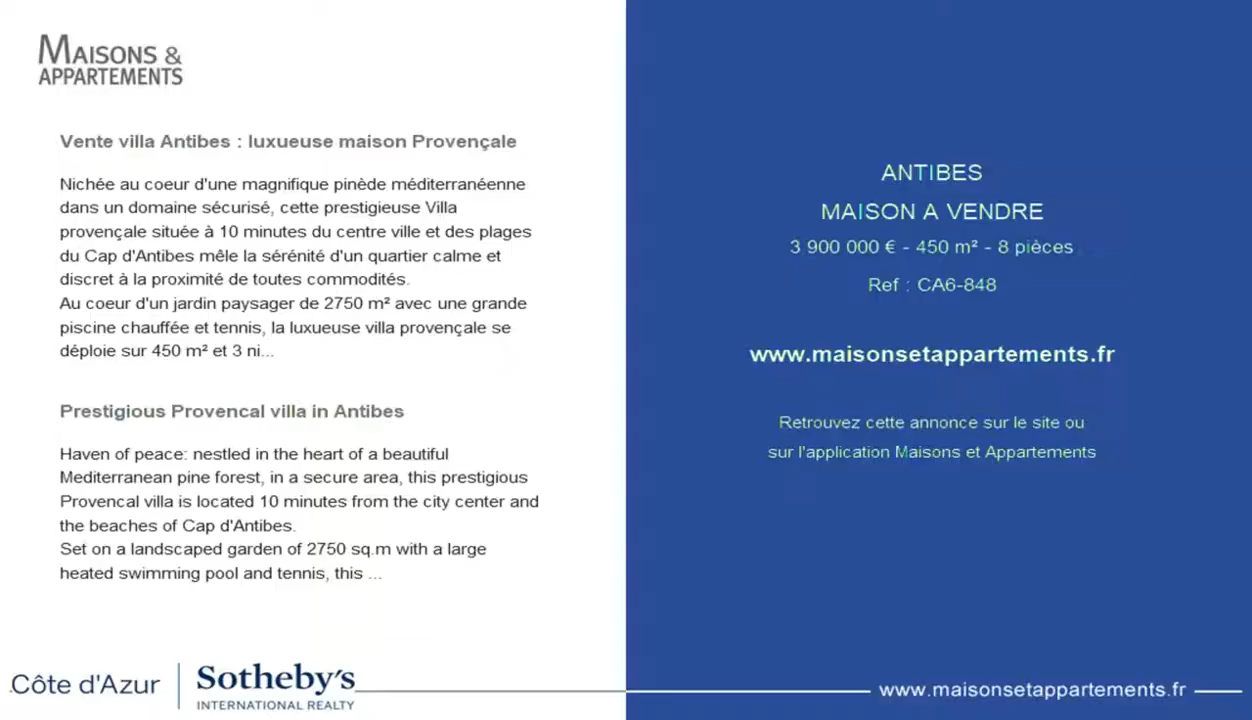 MAISONS &
APPARTEMENTS
Vente villa Antibes : luxueuse maison Provençale
Nichée au coeur d'une magnifique pinède méditerranéenne
dans un domaine sécurisé, cette prestigieuse Villa
provençale située à 10 minutes du centre ville et des plages
du Cap d'Antibes mêle la sérénité d'un quartier calme et
discret à la proximité de toutes commodités.
Au coeur d'un jardin paysager de 2750 m² avec une grande
piscine chauffée et tennis, la luxueuse villa provençale se
déploie sur 450 m² et 3 ni...
Prestigious Provencal villa in Antibes
Haven of peace: nestled in the heart of a beautiful
Mediterranean pine forest, in a secure area, this prestigious
Provencal villa is located 10 minutes from the city center and
the beaches of Cap d'Antibes.
Set on a landscaped garden of 2750 sq.m with a large
heated swimming pool and tennis, this ...
Côte d'Azur
Sotheby's
INTERNATIONAL REALTY
ANTIBES
MAISON A VENDRE
3 900 000 € - 450 m² - 8 pièces
Ref : CA6-848
www.maisonsetappartements.fr
Retrouvez cette annonce sur le site ou
sur l'application Maisons et Appartements
www.maisonsetappartements.fr